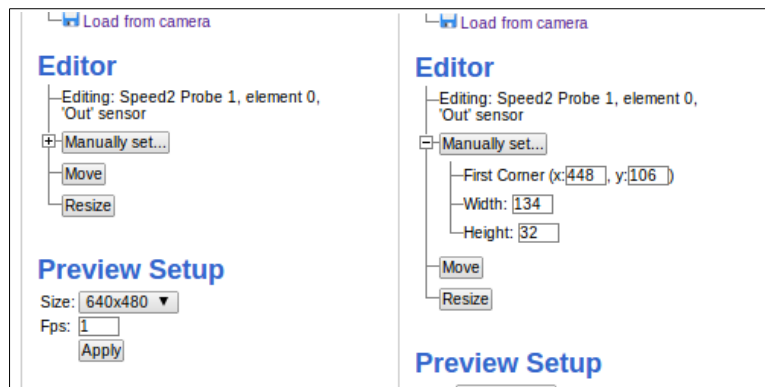 Load from camera
Editor
Editing: Speed2 Probe 1, element 0,
'Out' sensor
Manually set...
Move
Resize
Preview Setup
Size: 640x480
Fps: 1
Apply
Load from camera
Editor
Editing: Speed2 Probe 1, element 0,
'Out' sensor
Manually set...
First Corner (x:448, y:106)
Width: 134
Height: 32
Move
Resize
Preview Setup